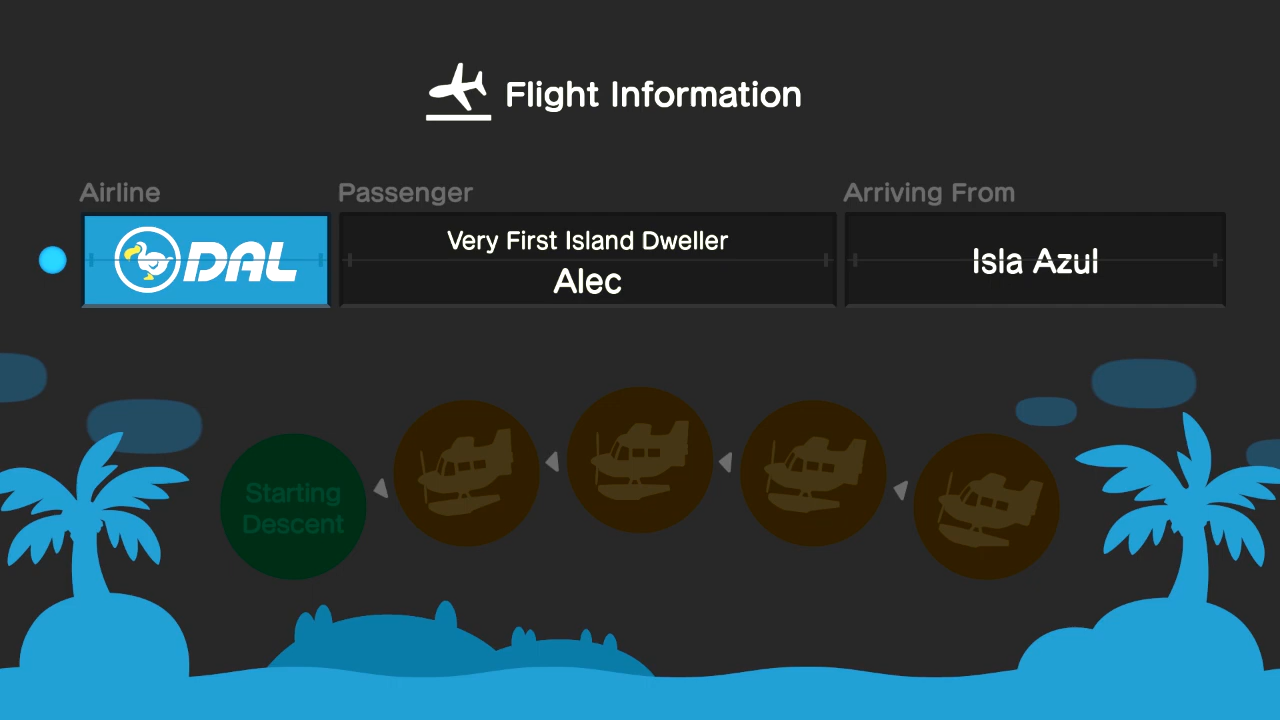 Flight Information
Airline
Passenger
Arriving From
DAL
Very First Island Dweller
Alec
Isla Azul
Starting
Descent